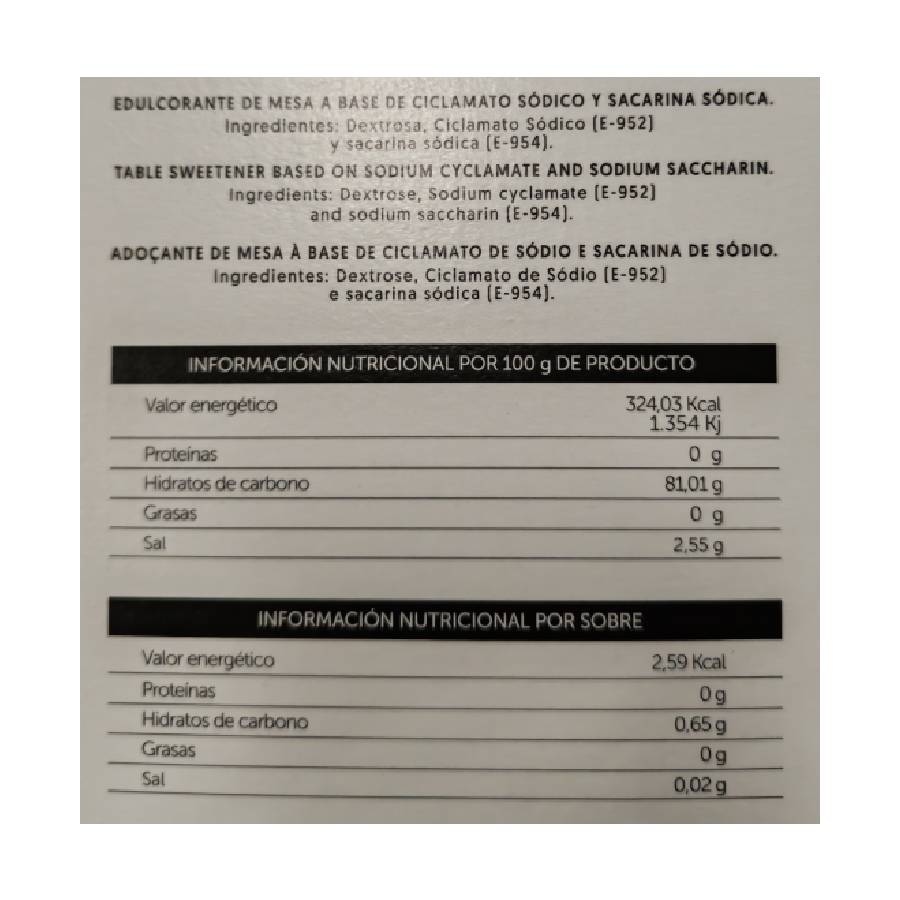 EDULCORANTE DE MESA A BASE DE CICLAMATO SÓDICO Y SACARINA SÓDICA.
Ingredientes: Dextrosa, Ciclamato Sódico (E-952)
y sacarina sódica (E-954).
TABLE SWEETENER BASED ON SODIUM CYCLAMATE AND SODIUM SACCHARIN.
Ingredients: Dextrose, Sodium cyclamate (E-952)
and sodium saccharin (E-954).
ADOÇANTE DE MESA À BASE DE CICLAMATO DE SÓDIO E SACARINA DE SÓDIO.
Ingredientes: Dextrose, Ciclamato de Sódio (E-952)
e sacarina sódica (E-954).
INFORMACIÓN NUTRICIONAL POR 100 g DE PRODUCTO
Valor energético 324,03 Kcal
1.354 Kj
Proteínas 0 g
Hidratos de carbono 81,01 g
Grasas 0 g
Sal 2,55 g
INFORMACIÓN NUTRICIONAL POR SOBRE
Valor energético 2,59 Kcal
Proteínas 0 g
Hidratos de carbono 0,65 g
Grasas 0 g
Sal 0,02 g